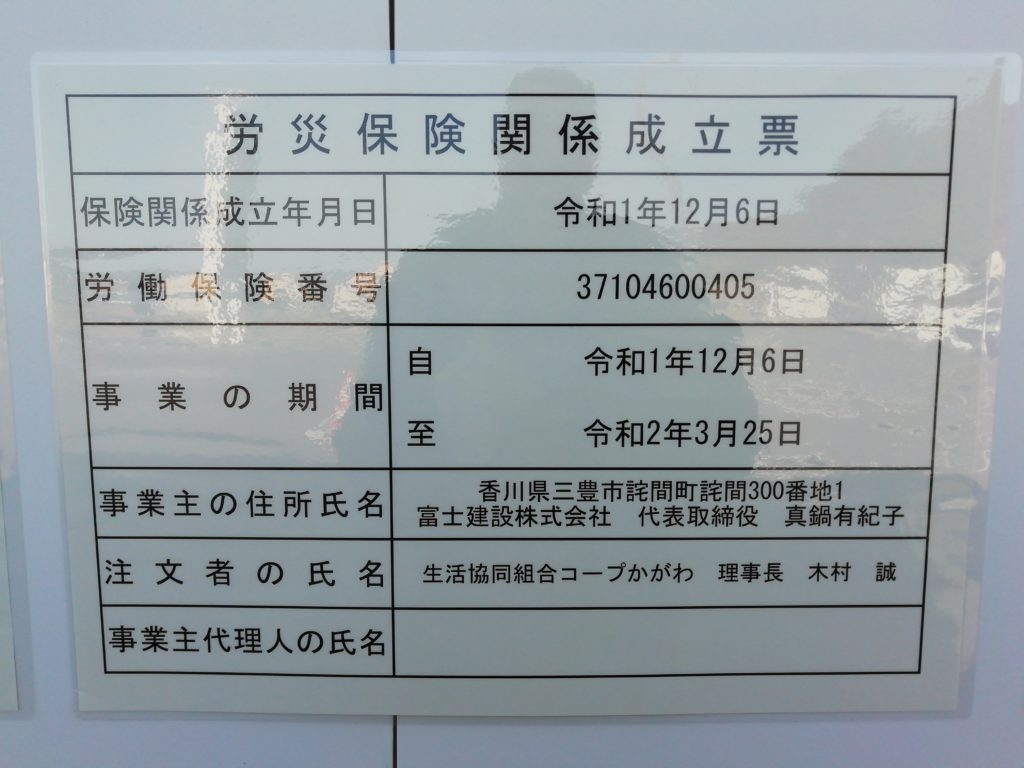 労災保険関係成立票
保険関係成立年月日 令和1年12月6日
労働保険番号 37104600405
事業の期間 自 令和1年12月6日
至 令和2年3月25日
事業主の住所氏名 香川県三豊市詫間町詫間300番地1
富士建設株式会社 代表取締役 真鍋有紀子
注文者の氏名 生活協同組合コープかがわ 理事長 木村 誠
事業主代理人の氏名